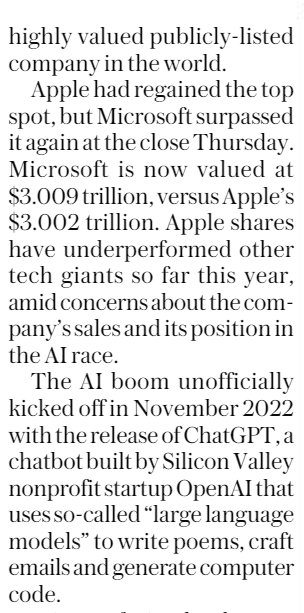 highly valued publicly-listed
company in the world.
Apple had regained the top
spot, but Microsoft surpassed
it again at the close Thursday.
Microsoft is now valued at
$3.009 trillion, versus Apple’s
$3.002 trillion. Apple shares
have underperformed other
tech giants so far this year,
amid concerns about the com-
pany’s sales and its position in
the AI race.
The AI boom unofficially
kicked off in November 2022
with the release of ChatGPT, a
chatbot built by Silicon Valley
nonprofit startup OpenAI that
uses so-called “large language
models” to write poems, craft
emails and generate computer
code.